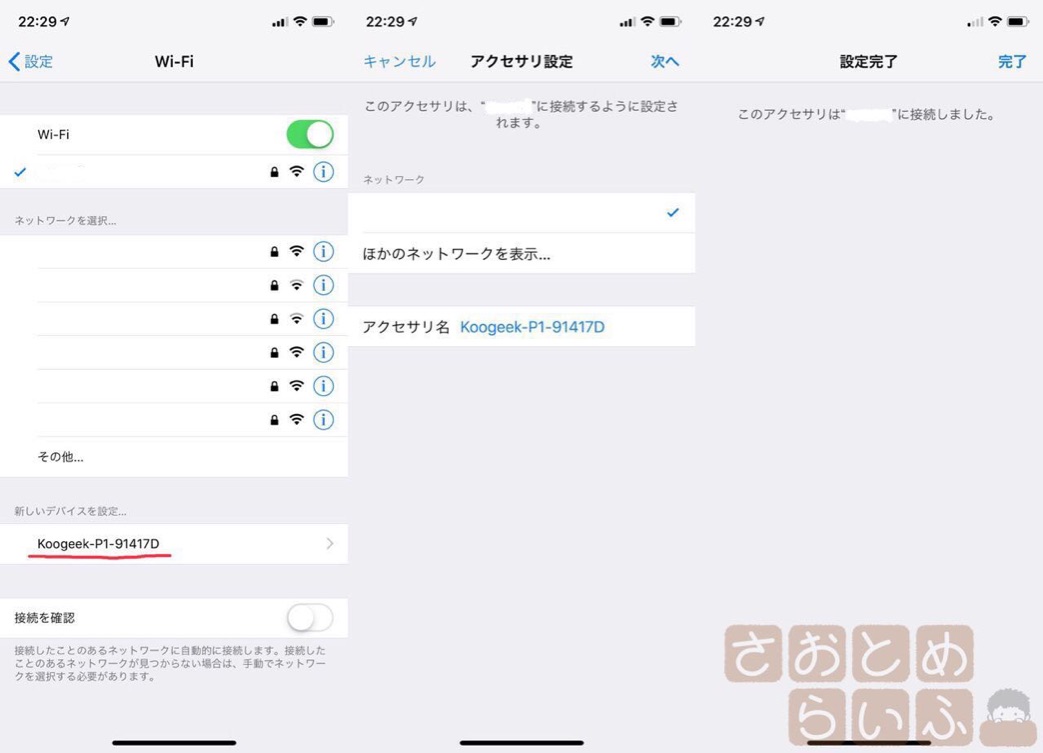 22:29
設定
Wi-Fi
Wi-Fi
ネットワークを選択...
その他...
新しいデバイスを設定...
Koogeek-P1-91417D
接続を確認
接続したことのあるネットワークに自動的に接続します。接続した
ことのあるネットワークが見つからない場合は、手動でネットワー
クを選択する必要があります。
22:29
キャンセル
アクセサリ設定
次へ
このアクセサリは、“ ”に接続するように設定さ
れます。
ネットワーク
ほかのネットワークを表示...
アクセサリ名 Koogeek-P1-91417D
22:29
設定完了
完了
このアクセサリは“ ”に接続しました。
さおとめ
らいふ